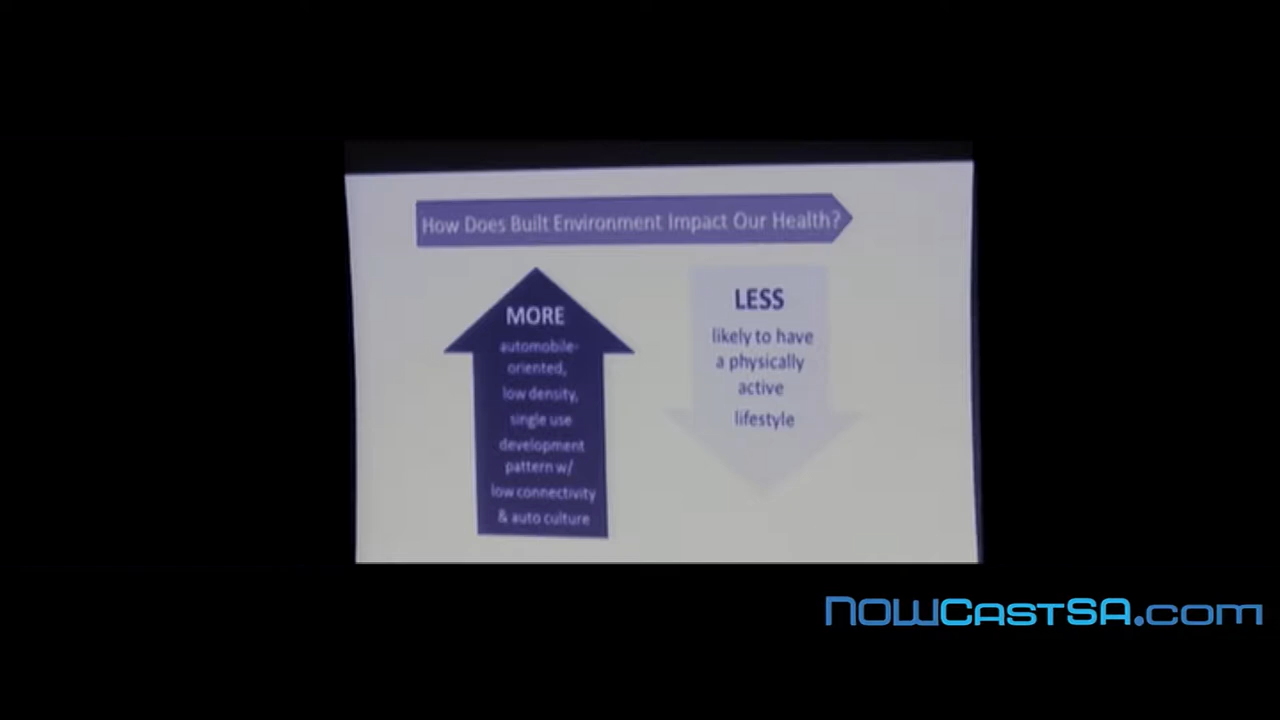 How Does Built Environment Impact Our Health?
MORE
automobile-
oriented,
low density,
single use
development
pattern w/
low connectivity
& auto culture
LESS
likely to have
a physically
active
lifestyle
NOWCastSA.com